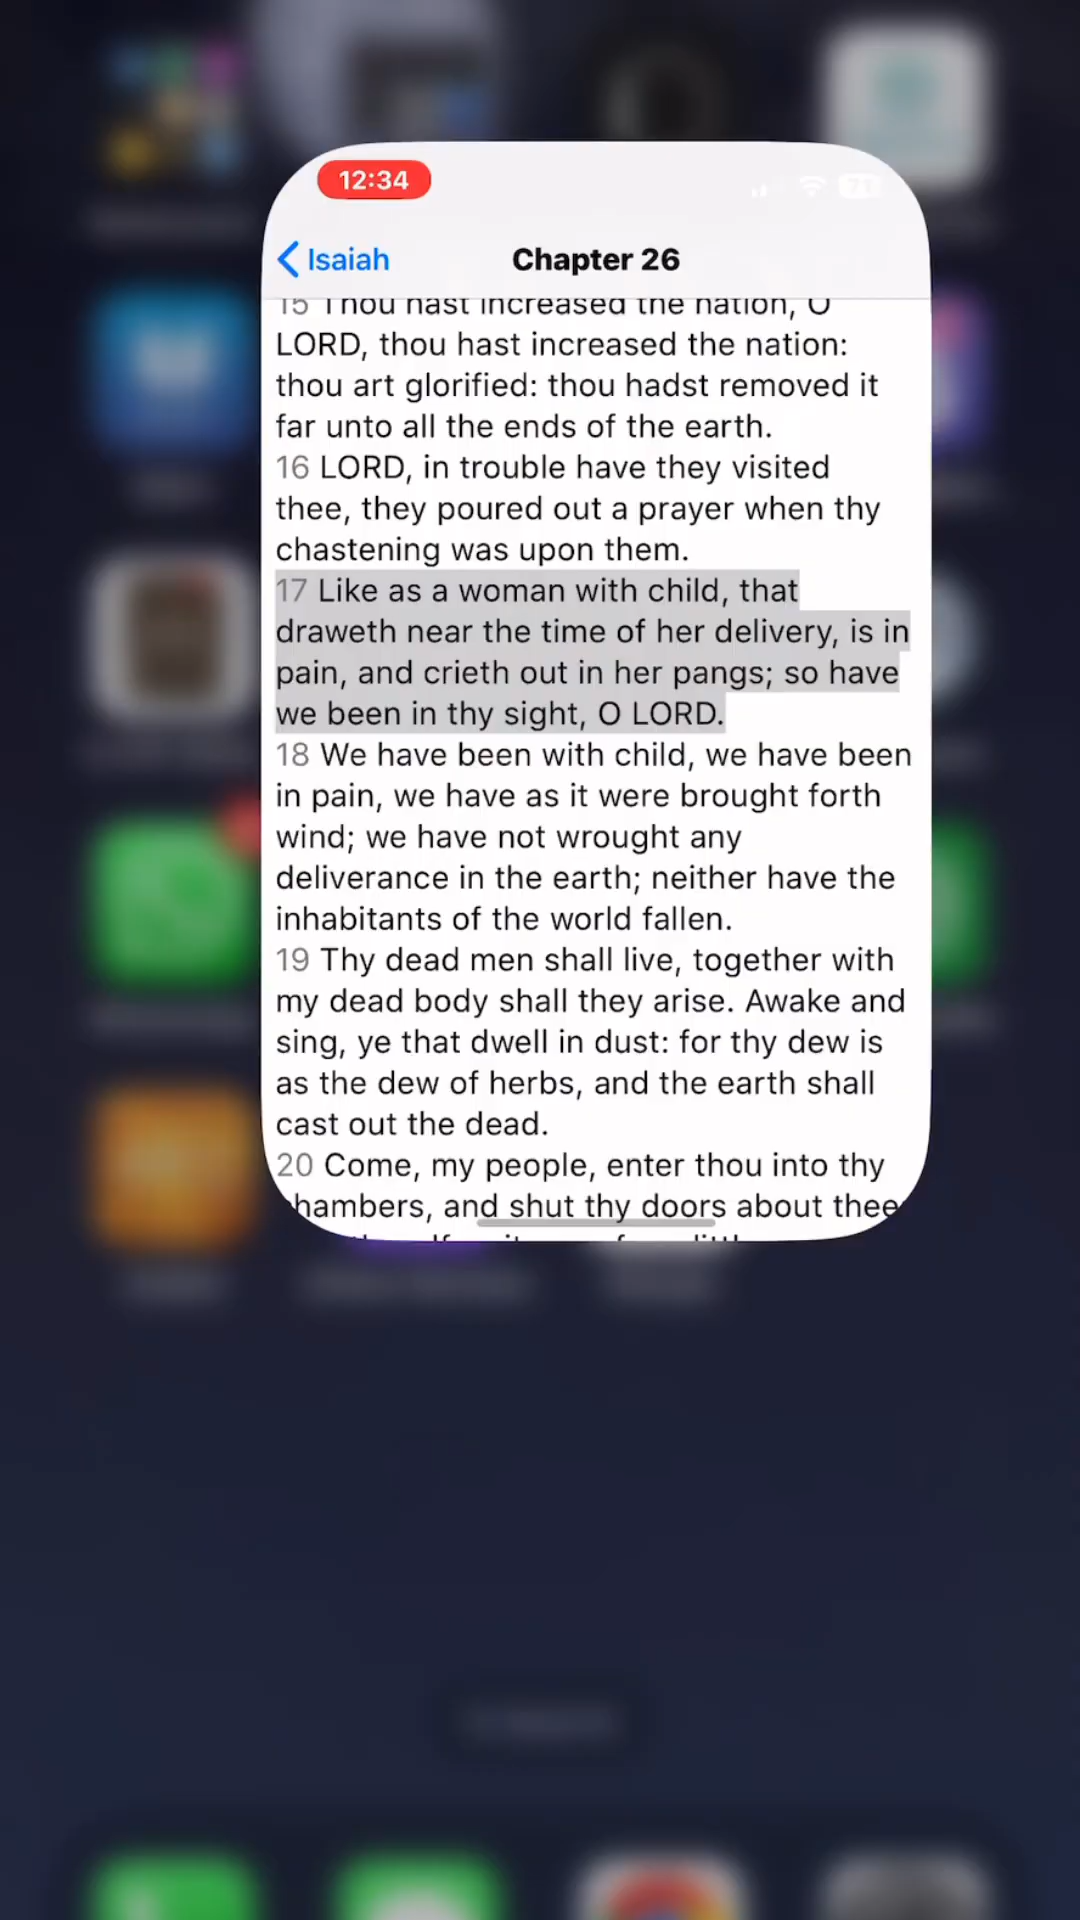 12:34
71
Isaiah
Chapter 26
15 Thou hast increased the nation, O
LORD, thou hast increased the nation:
thou art glorified: thou hadst removed it
far unto all the ends of the earth.
16 LORD, in trouble have they visited
thee, they poured out a prayer when thy
chastening was upon them.
17 Like as a woman with child, that
draweth near the time of her delivery, is in
pain, and crieth out in her pangs; so have
we been in thy sight, O LORD.
18 We have been with child, we have been
in pain, we have as it were brought forth
wind; we have not wrought any
deliverance in the earth; neither have the
inhabitants of the world fallen.
19 Thy dead men shall live, together with
my dead body shall they arise. Awake and
sing, ye that dwell in dust: for thy dew is
as the dew of herbs, and the earth shall
cast out the dead.
20 Come, my people, enter thou into thy
chambers, and shut thy doors about thee